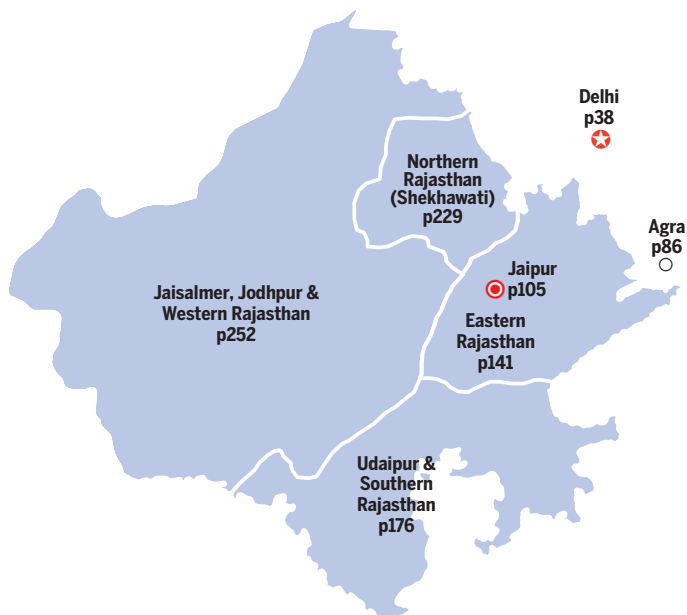 Delhi
p38
Northern
Rajasthan
(Shekhawati)
p229
Agra
p86
Jaipur
p105
Jaisalmer, Jodhpur &
Western Rajasthan
p252
Eastern
Rajasthan
p141
Udaipur &
Southern
Rajasthan
p176